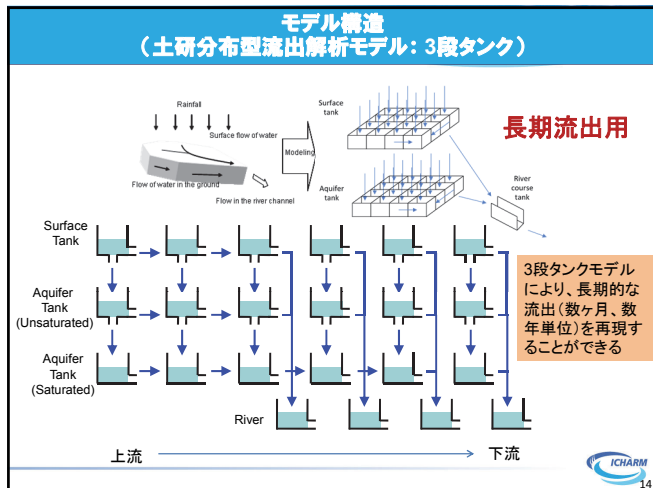 モデル構造
（土研分布型流出解析モデル： 3段タンク）
Rainfall
Surface flow of water
Flow of water in the ground
Flow in the river channel
Modeling
Surface
tank
Aquifer
tank
River
course
tank
長期流出用
Surface
Tank
Aquifer
Tank
(Unsaturated)
Aquifer
Tank
(Saturated)
River
3段タンクモデル
により、長期的な
流出（数ヶ月、数
年単位）を再現す
ることができる
上流
下流
ICHARM
14